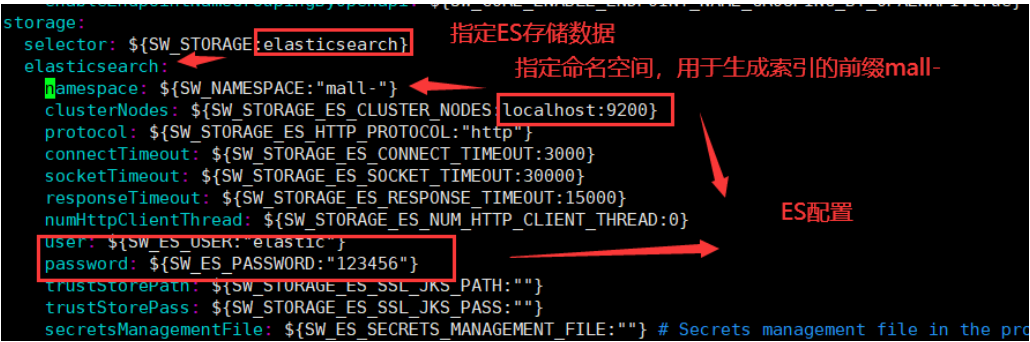 storage:
selector: ${SW_STORAGE:elasticsearch}
指定ES存储数据
elasticsearch:
指定命名空间，用于生成索引的前缀mall-
namespace: ${SW_NAMESPACE:"mall-"}
clusterNodes: ${SW_STORAGE_ES_CLUSTER_NODES:localhost:9200}
protocol: ${SW_STORAGE_ES_HTTP_PROTOCOL:"http"}
connectTimeout: ${SW_STORAGE_ES_CONNECT_TIMEOUT:3000}
socketTimeout: ${SW_STORAGE_ES_SOCKET_TIMEOUT:30000}
responseTimeout: ${SW_STORAGE_ES_RESPONSE_TIMEOUT:15000}
numHttpClientThread: ${SW_STORAGE_ES_NUM_HTTP_CLIENT_THREAD:0}
ES配置
user: ${SW_ES_USER:"elastic"}
password: ${SW_ES_PASSWORD:"123456"}
trustStorePath: ${SW_STORAGE_ES_SSL_JKS_PATH:""}
trustStorePass: ${SW_STORAGE_ES_SSL_JKS_PASS:""}
secretsManagementFile: ${SW_ES_SECRETS_MANAGEMENT_FILE:""} # Secrets management file in the pro